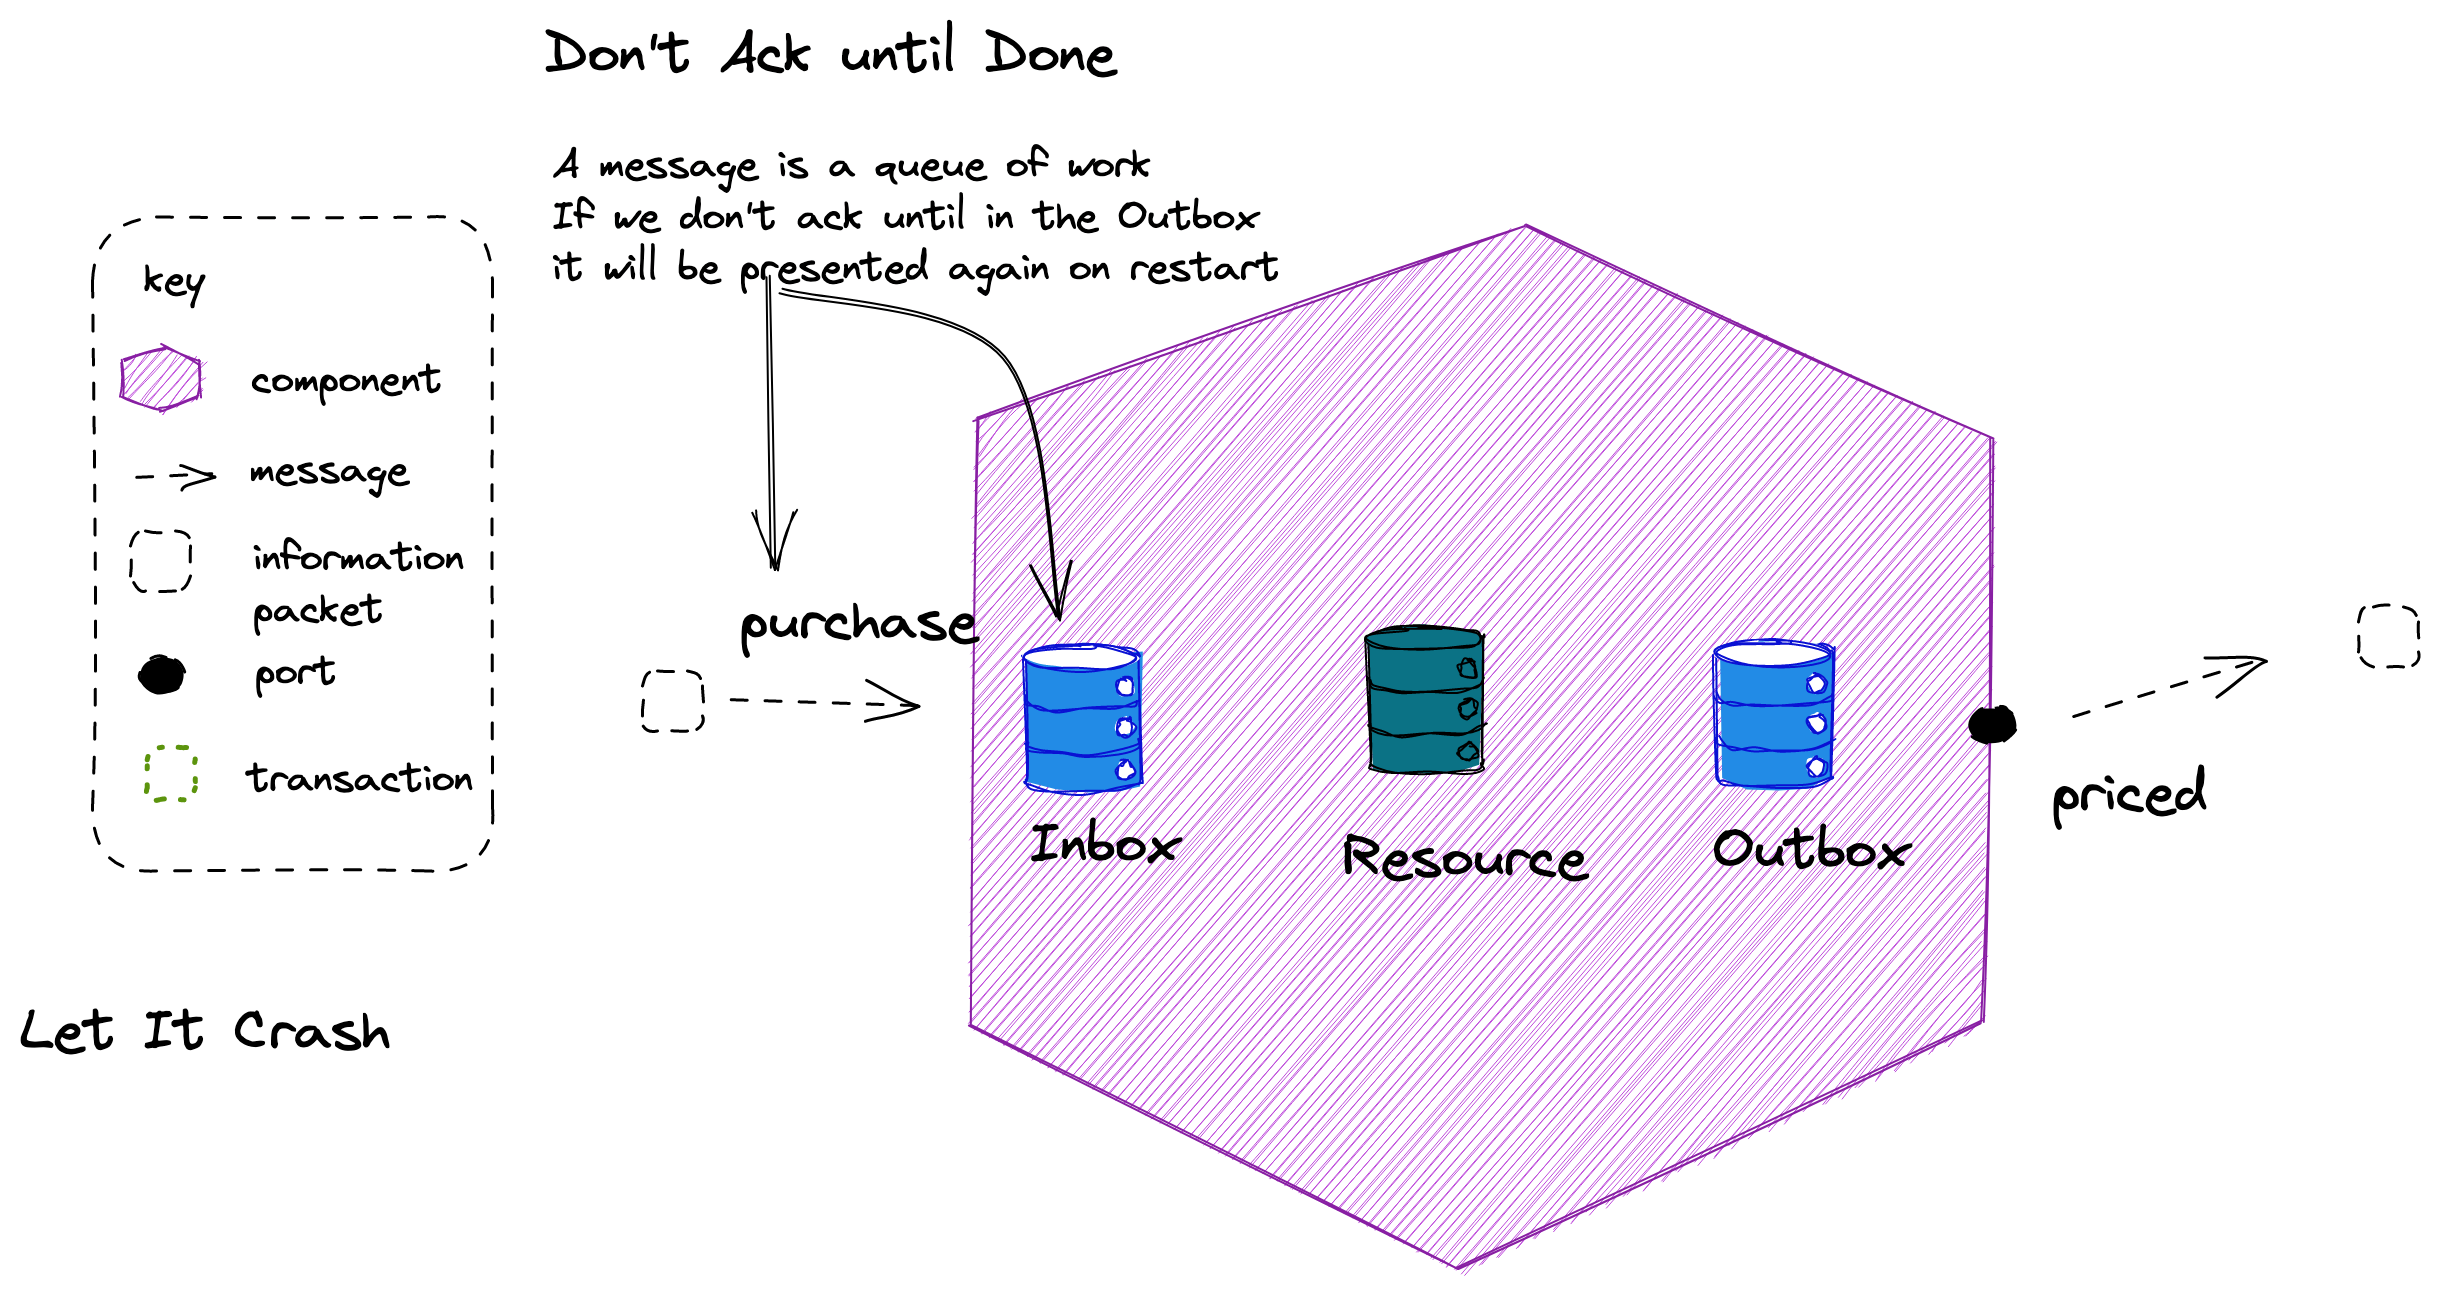 Don't Ack until Done
A message is a queue of work
If we don't ack until in the Outbox
it will be presented again on restart
key
component
message
information
packet
port
transaction
purchase
Inbox
Resource
Outbox
priced
Let It Crash